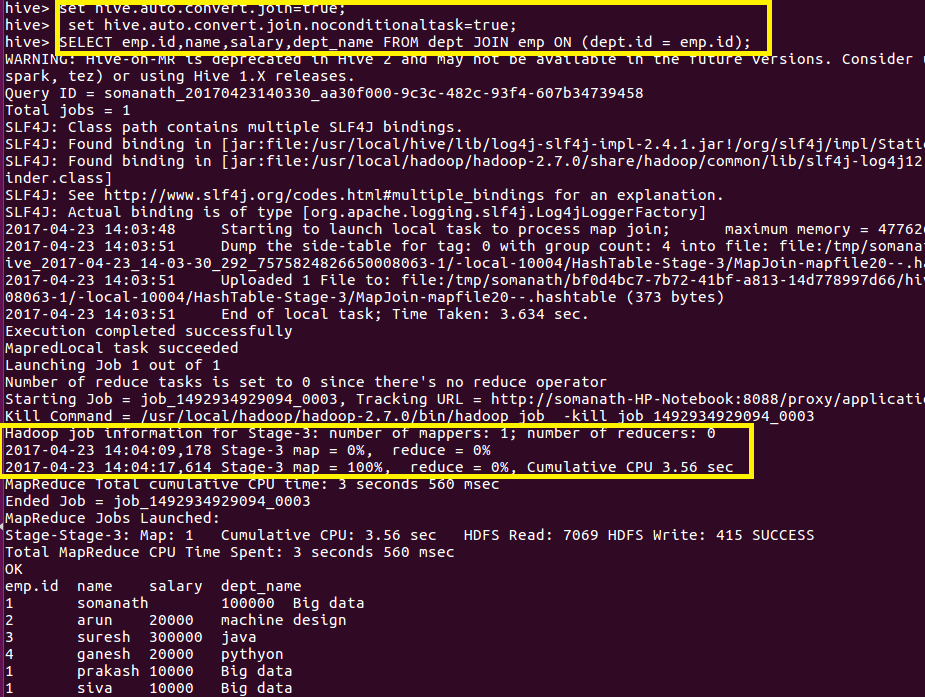 hive> set hive.auto.convert.join=true;
hive>  set hive.auto.convert.join.noconditionaltask=true;
hive> SELECT emp.id,name,salary,dept_name FROM dept JOIN emp ON (dept.id = emp.id);
WARNING: Hive-on-MR is deprecated in Hive 2 and may not be available in the future versions. Consider
spark, tez) or using Hive 1.X releases.
Query ID = somanath_20170423140330_aa30f000-9c3c-482c-93f4-607b34739458
Total jobs = 1
SLF4J: Class path contains multiple SLF4J bindings.
SLF4J: Found binding in [jar:file:/usr/local/hive/lib/log4j-slf4j-impl-2.4.1.jar!/org/slf4j/impl/Stati
SLF4J: Found binding in [jar:file:/usr/local/hadoop/hadoop-2.7.0/share/hadoop/common/lib/slf4j-log4j12
inder.class]
SLF4J: See http://www.slf4j.org/codes.html#multiple_bindings for an explanation.
SLF4J: Actual binding is of type [org.apache.logging.slf4j.Log4jLoggerFactory]
2017-04-23 14:03:48     Starting to launch local task to process map join;      maximum memory = 47762
2017-04-23 14:03:51     Dump the side-table for tag: 0 with group count: 4 into file: file:/tmp/somanat
ive_2017-04-23_14-03-30_292_7575824826650008063-1/-local-10004/HashTable-Stage-3/MapJoin-mapfile20--.ha
2017-04-23 14:03:51     Uploaded 1 File to: file:/tmp/somanath/bf0d4bc7-7b72-41bf-a813-14d778997d66/hiv
08063-1/-local-10004/HashTable-Stage-3/MapJoin-mapfile20--.hashtable (373 bytes)
2017-04-23 14:03:51     End of local task; Time Taken: 3.634 sec.
Execution completed successfully
MapredLocal task succeeded
Launching Job 1 out of 1
Number of reduce tasks is set to 0 since there's no reduce operator
Starting Job = job_1492934929094_0003, Tracking URL = http://somanath-HP-Notebook:8088/proxy/applicatio
Kill Command = /usr/local/hadoop/hadoop-2.7.0/bin/hadoop job  -kill job_1492934929094_0003
Hadoop job information for Stage-3: number of mappers: 1; number of reducers: 0
2017-04-23 14:04:09,178 Stage-3 map = 0%,  reduce = 0%
2017-04-23 14:04:17,614 Stage-3 map = 100%,  reduce = 0%, Cumulative CPU 3.56 sec
MapReduce Total cumulative CPU time: 3 seconds 560 msec
Ended Job = job_1492934929094_0003
MapReduce Jobs Launched:
Stage-Stage-3: Map: 1   Cumulative CPU: 3.56 sec   HDFS Read: 7069 HDFS Write: 415 SUCCESS
Total MapReduce CPU Time Spent: 3 seconds 560 msec
OK
emp.id  name    salary  dept_name
1       somanath        100000  Big data
2       arun    20000   machine design
3       suresh  300000  java
4       ganesh  20000   pythyon
1       prakash 10000   Big data
1       siva    10000   Big data